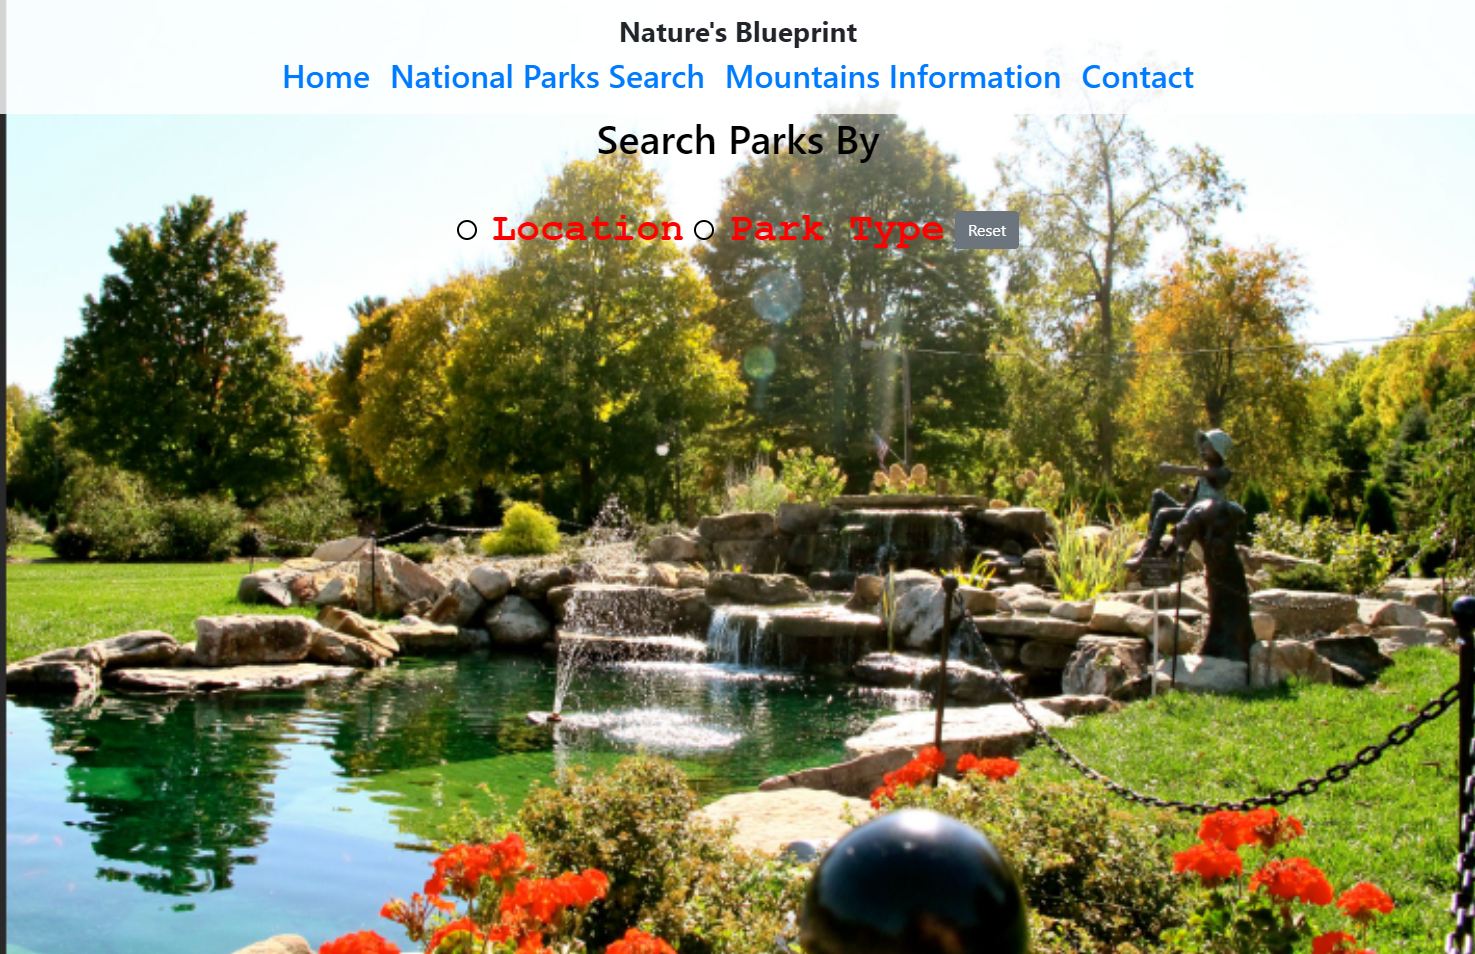 Nature's Blueprint
Home National Parks Search Mountains Information Contact
Search Parks By
Location Park Type Reset